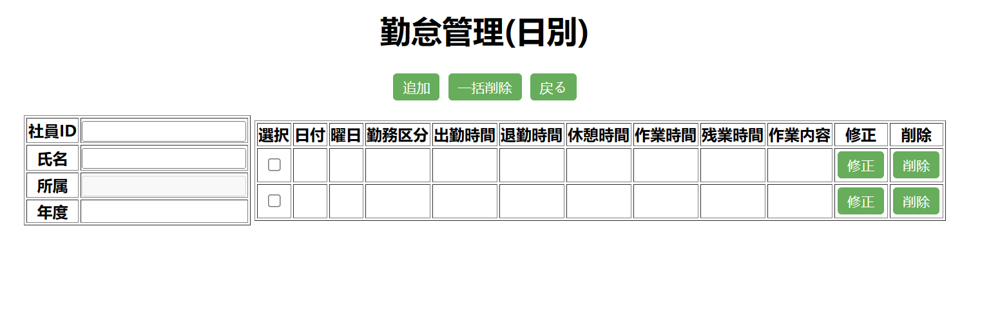 勤怠管理(日別)
追加 一括削除 戻る
社員ID
氏名
所属
年度
選択 日付 曜日 勤務区分 出勤時間 退勤時間 休憩時間 作業時間 残業時間 作業内容 修正 削除
修正 削除
修正 削除